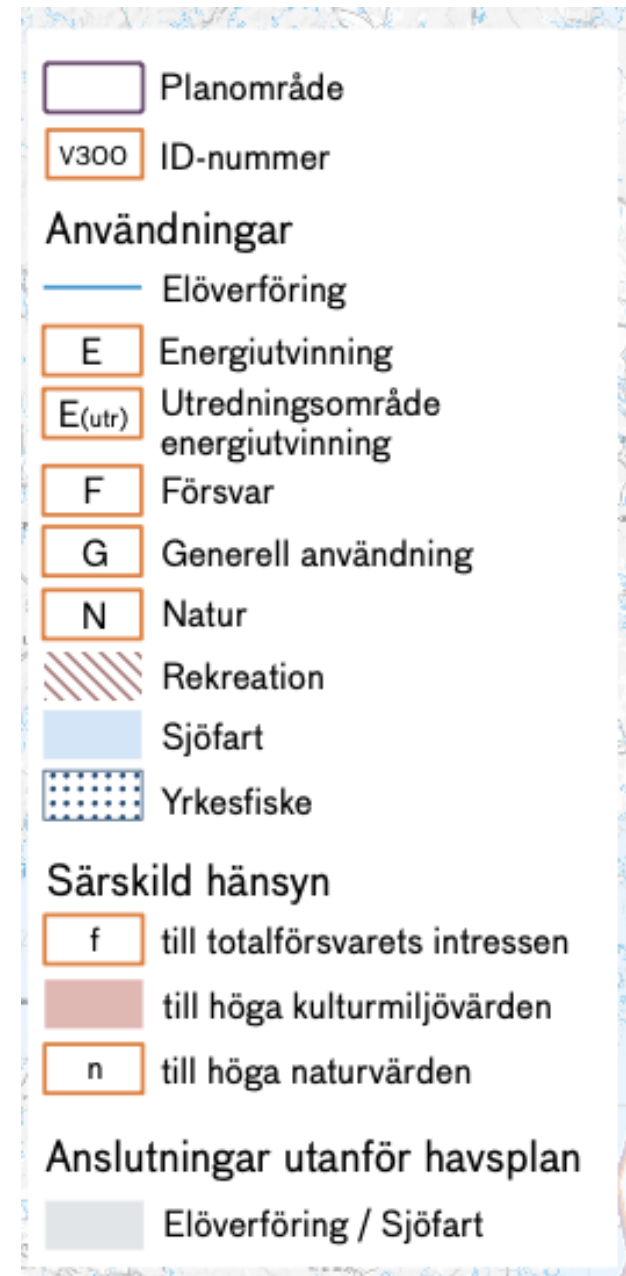 Planområde
V300 ID-nummer
Användningar
Elöverföring
E Energiutvinning
E(utr) Utredningsområde
energiutvinning
F Försvar
G Generell användning
N Natur
Rekreation
Sjöfart
Yrkesfiske
Särskild hänsyn
f till totalförsvarets intressen
till höga kulturmiljövärden
n till höga naturvärden
Anslutningar utanför havsplan
Elöverföring / Sjöfart